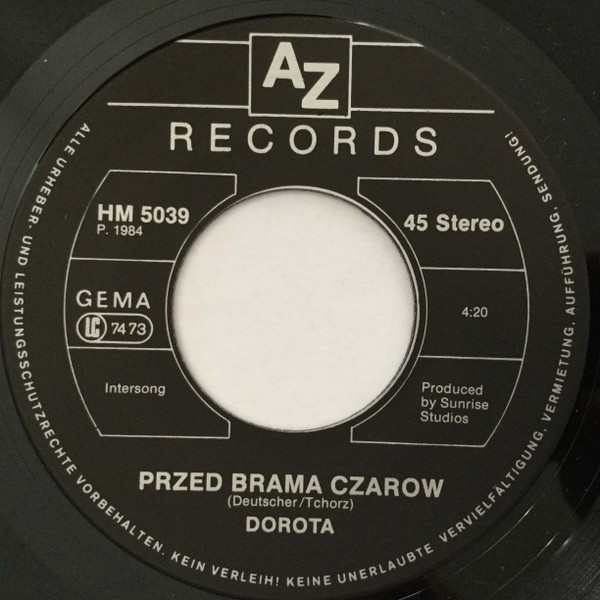 AZ
RECORDS
HM 5039
P. 1984
45 Stereo
GEMA
LC 7473
4:20
Intersong
Produced
by Sunrise
Studios
PRZED BRAMA CZAROW
(Deutscher/Tchorz)
DOROTA
ALLE URHEBER- UND LEISTUNGSSCHUTZRECHTE VORBEHALTEN. KEIN VERLEIH! KEINE UNERLAUBTE VERVIELFÄLTIGUNG, VERMIETUNG, AUFFÜHRUNG, SENDUNG!